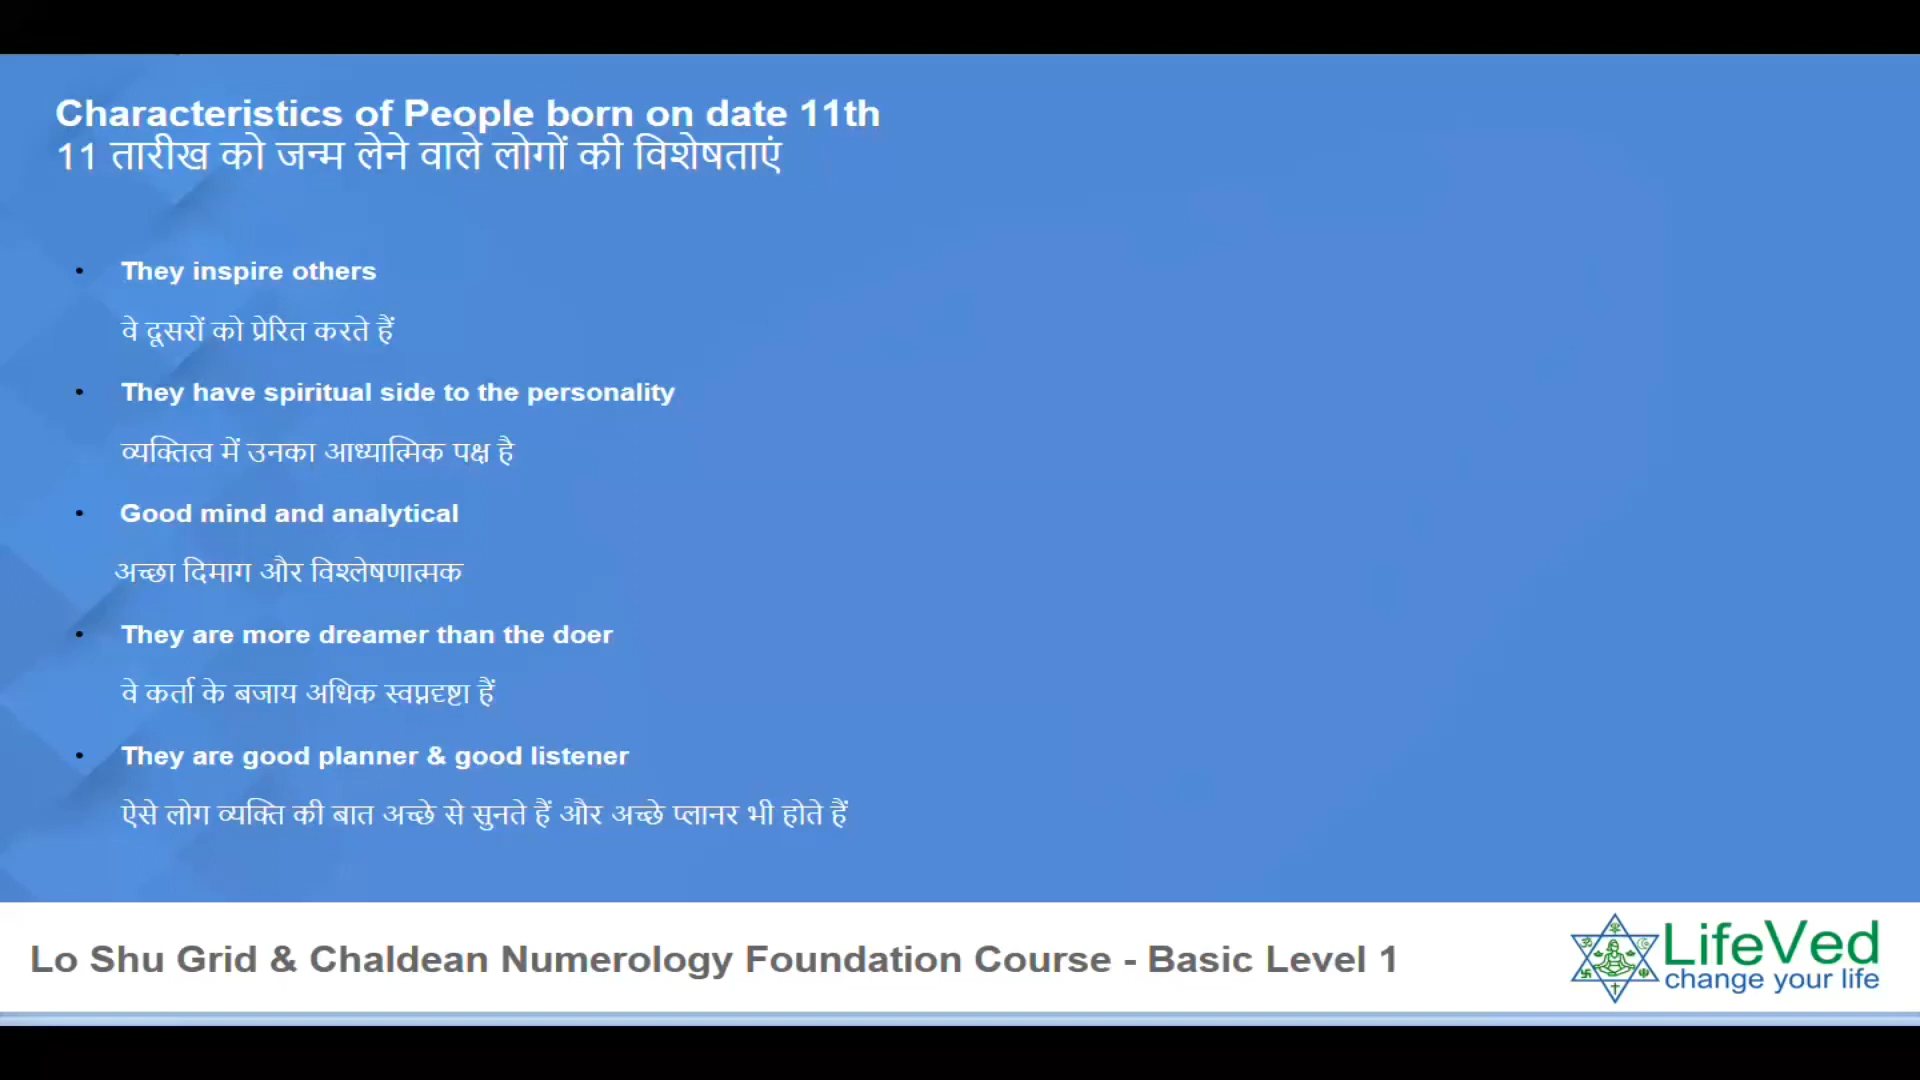 Characteristics of People born on date 11th
11 तारीख को जन्म लेने वाले लोगों की विशेषताएं
• They inspire others
वे दूसरों को प्रेरित करते हैं
• They have spiritual side to the personality
व्यक्तित्व में उनका आध्यात्मिक पक्ष है
• Good mind and analytical
अच्छा दिमाग और विश्लेषणात्मक
• They are more dreamer than the doer
वे कर्ता के बजाय अधिक स्वप्नदृष्टा हैं
• They are good planner & good listener
ऐसे लोग व्यक्ति की बात अच्छे से सुनते हैं और अच्छे प्लानर भी होते हैं
Lo Shu Grid & Chaldean Numerology Foundation Course - Basic Level 1
LifeVed
change your life